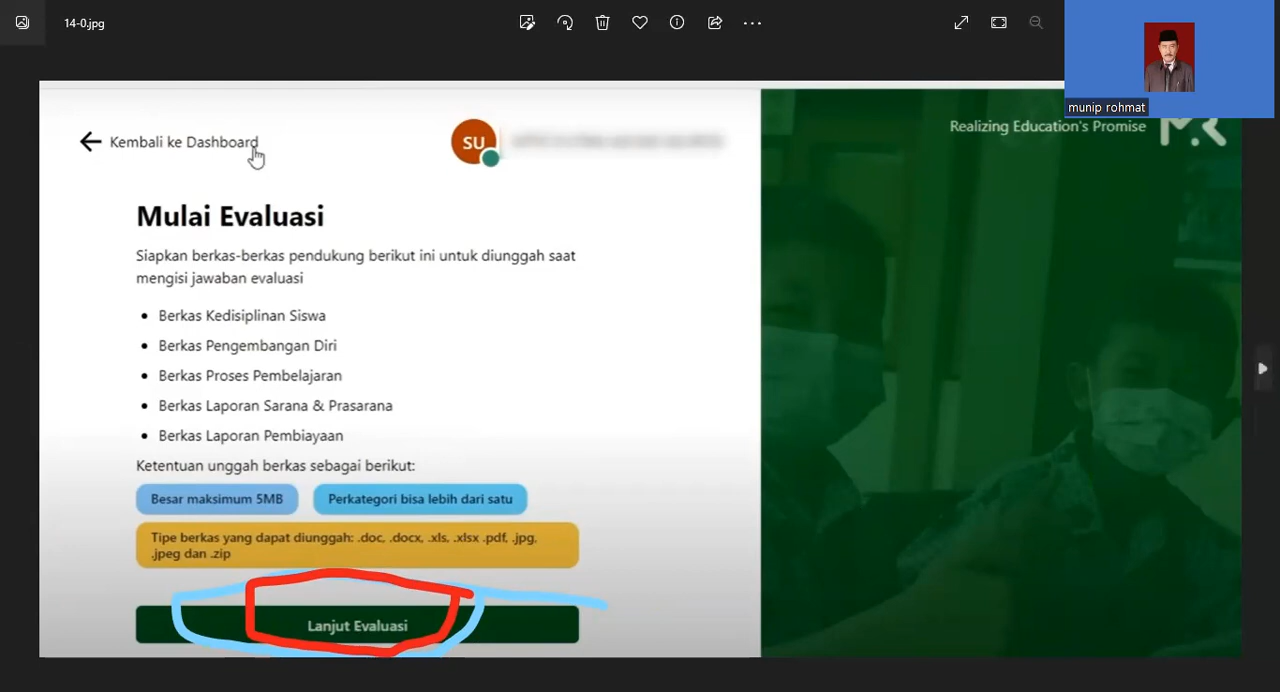 14-0.jpg
munip rohmat
Kembali ke Dashboard
SU
Realizing Education's Promise
Mulai Evaluasi
Siapkan berkas-berkas pendukung berikut ini untuk diunggah saat
mengisi jawaban evaluasi
Berkas Kedisiplinan Siswa
Berkas Pengembangan Diri
Berkas Proses Pembelajaran
Berkas Laporan Sarana & Prasarana
Berkas Laporan Pembiayaan
Ketentuan unggah berkas sebagai berikut:
Besar maksimum 5MB
Perkategori bisa lebih dari satu
Tipe berkas yang dapat diunggah: .doc, .docx, .xls, .xlsx .pdf, .jpg,
.jpeg dan .zip
Lanjut Evaluasi